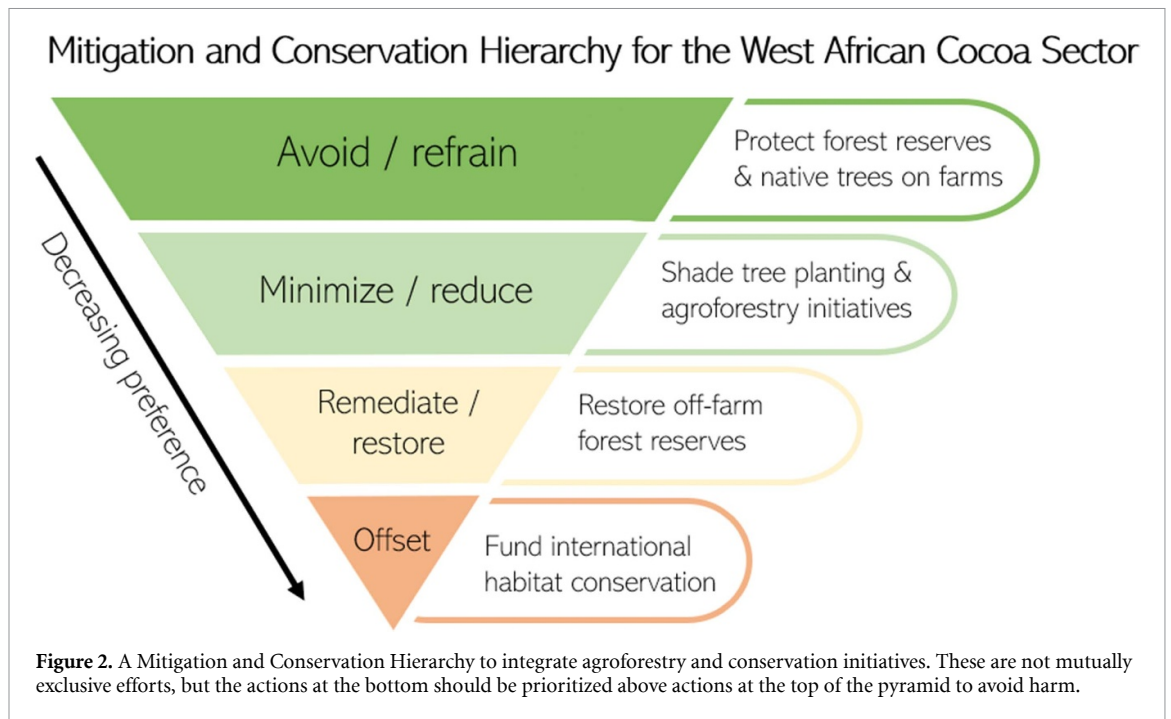 Mitigation and Conservation Hierarchy for the West African Cocoa Sector
Avoid / refrain
Protect forest reserves
& native trees on farms
Decreasing preference
Minimize / reduce
Shade tree planting &
agroforestry initiatives
Remediate /
restore
Restore off-farm
forest reserves
Offset
Fund international
habitat conservation
Figure 2. A Mitigation and Conservation Hierarchy to integrate agroforestry and conservation initiatives. These are not mutually
exclusive efforts, but the actions at the bottom should be prioritized above actions at the top of the pyramid to avoid harm.